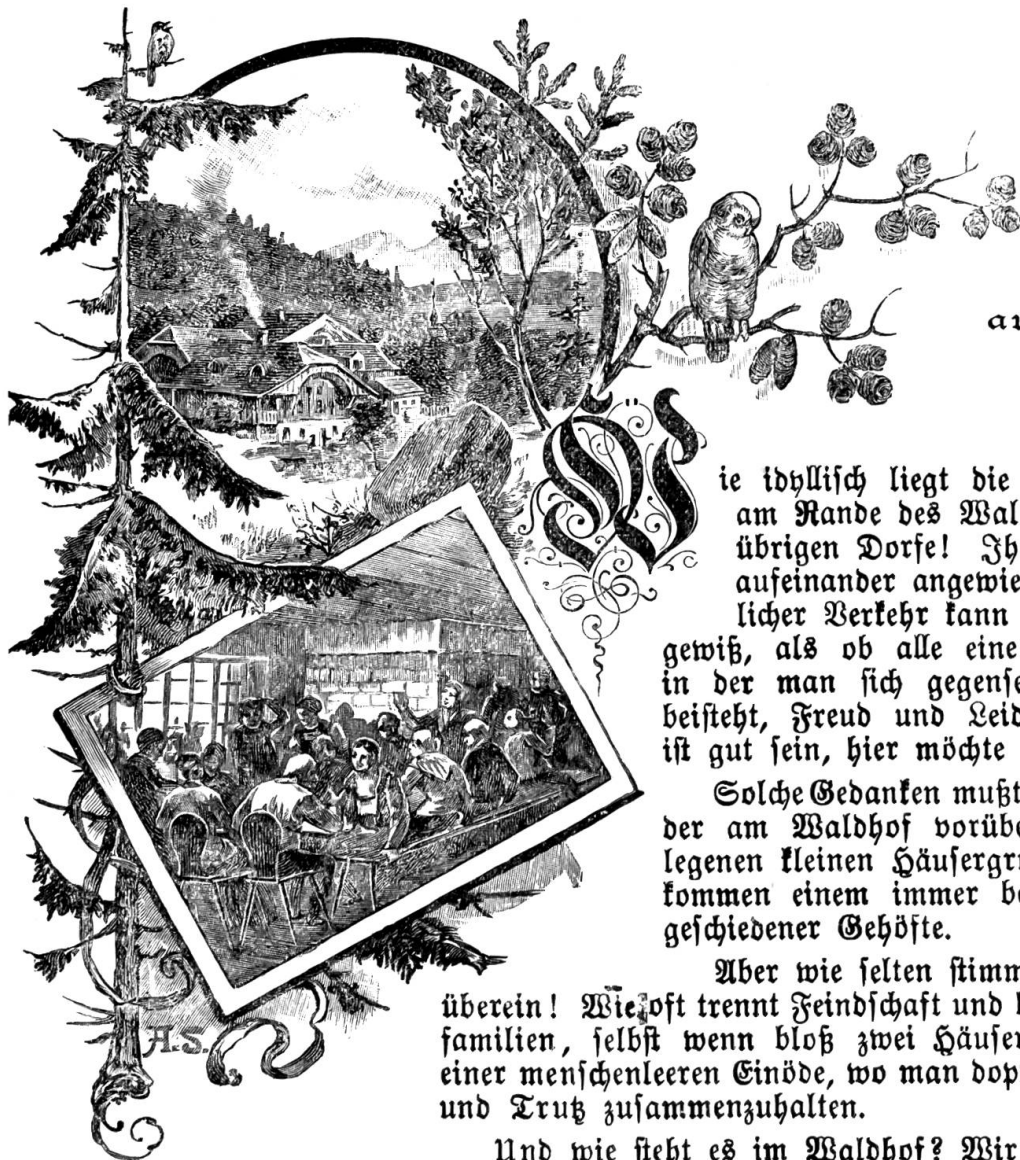 W
ie idyllisch liegt die
am Rande des Wal
übrigen Dorfe! Ih
aufeinander angewie
licher Verkehr kann
gewiß, als ob alle eine
in der man sich gegense
beisteht, Freud und Leid
ist gut sein, hier möchte
Solche Gedanken mußt
der am Waldhof vorübe
legenen kleinen Häusergr
kommen einem immer be
geschiedener Gehöfte.
Aber wie selten stimm
überein! Wie oft trennt Feindschaft und
familien, selbst wenn bloß zwei Häuser
einer menschenleeren Einöde, wo man dop
und Trutz zusammenzuhalten.
Und wie steht es im Waldhof? Wir
A.S.